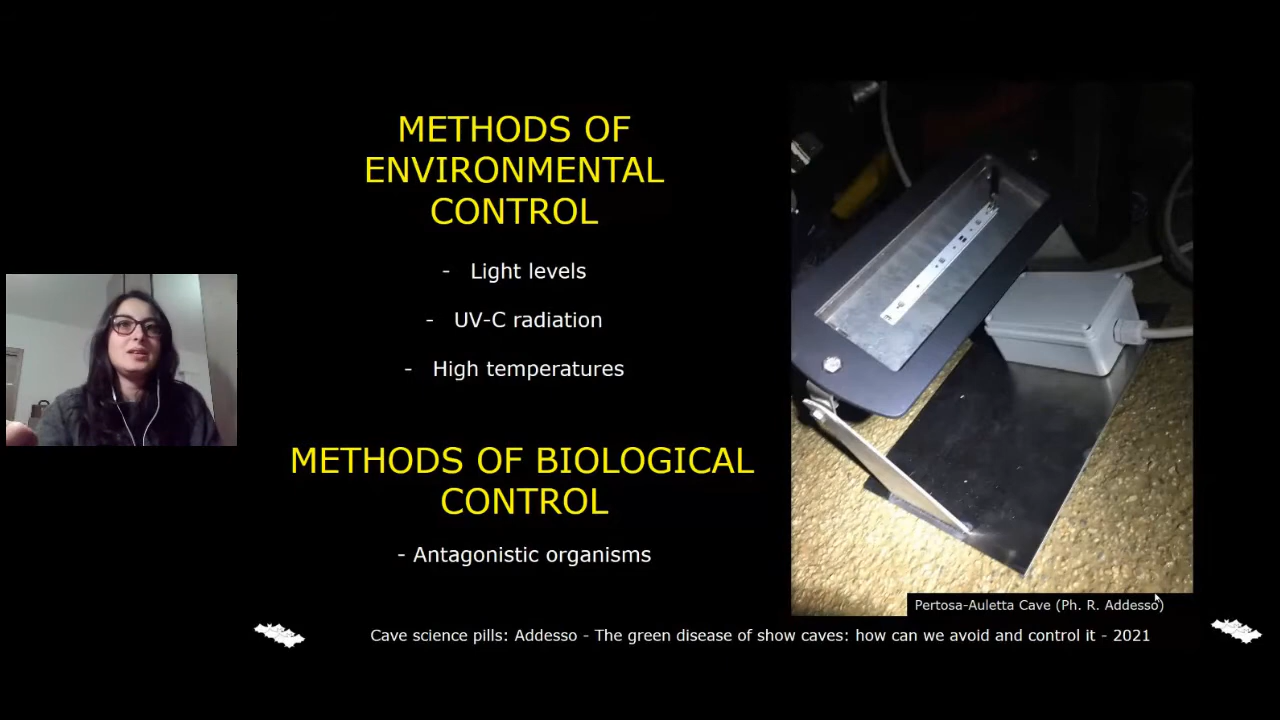 METHODS OF
ENVIRONMENTAL
CONTROL
- Light levels
- UV-C radiation
- High temperatures
METHODS OF BIOLOGICAL
CONTROL
- Antagonistic organisms
Pertosa-Auletta Cave (Ph. R. Addesso)
Cave science pills: Addesso - The green disease of show caves: how can we avoid and control it - 2021